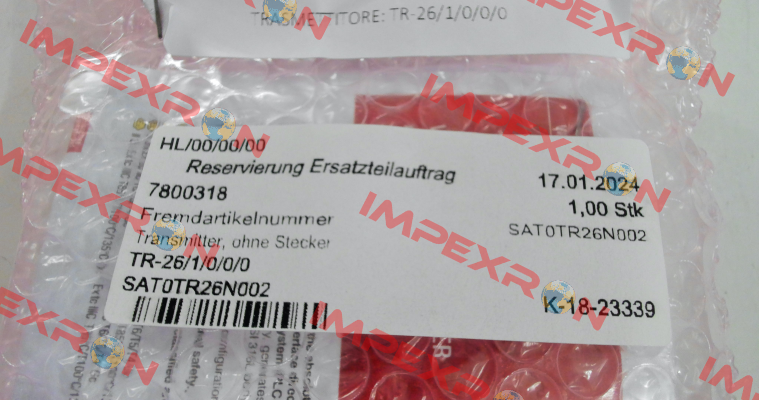 TRASMETTITORE: TR-26/1/0/0/0
HL/00/00/00
Reservierung Ersatzteilauftrag
17.01.2024
7800318
1,00 Stk
Fremdartikelnummer
SAT0TR26N002
Transmitter, ohne Stecker
TR-26/1/0/0/0
SAT0TR26N002
K-18-23339
IMPEXRON